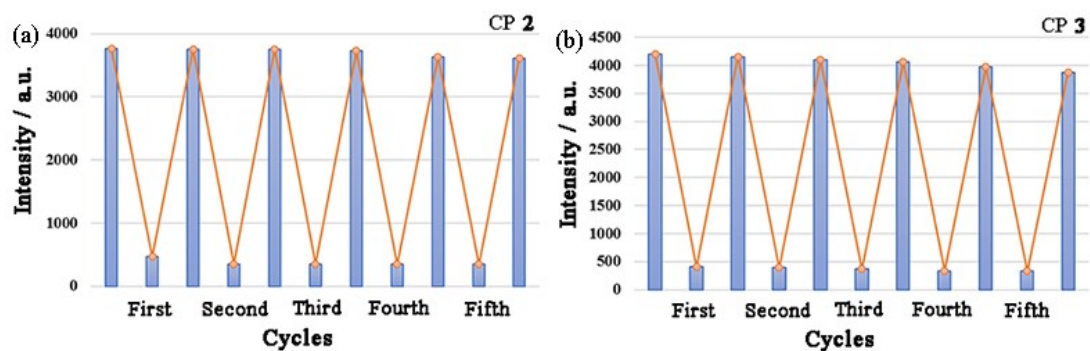 (a)
CP 2
Intensity / a.u.
4000
3000
2000
1000
0
First Second Third Fourth Fifth
Cycles
(b)
CP 3
Intensity / a.u.
4500
4000
3500
3000
2500
4500
1500
1000
500
0
First Second Third Fourth Fifth
Cycles